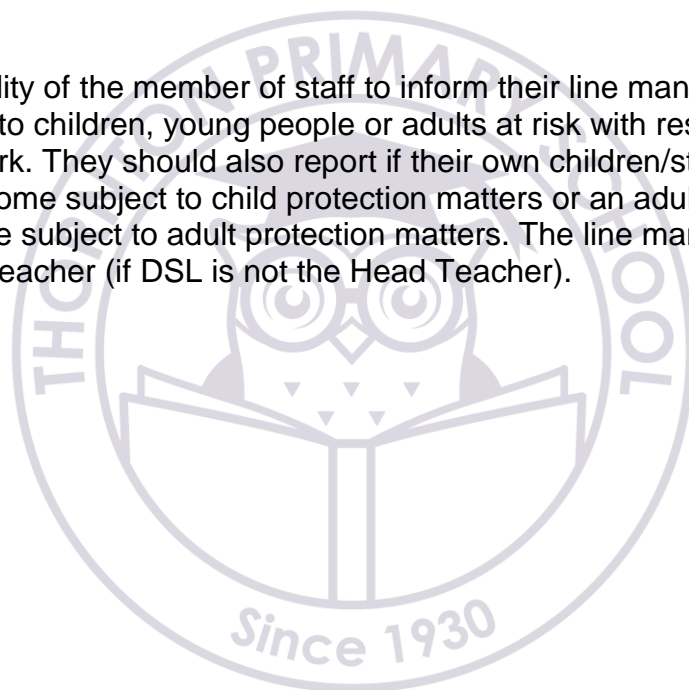 lity of the member of staff to inform their line man
to children, young people or adults at risk with res
rk. They should also report if their own children/st
ome subject to child protection matters or an adul
e subject to adult protection matters. The line mar
eacher (if DSL is not the Head Teacher).
THORNTON PRIMARY SCHOOL
Since 1930